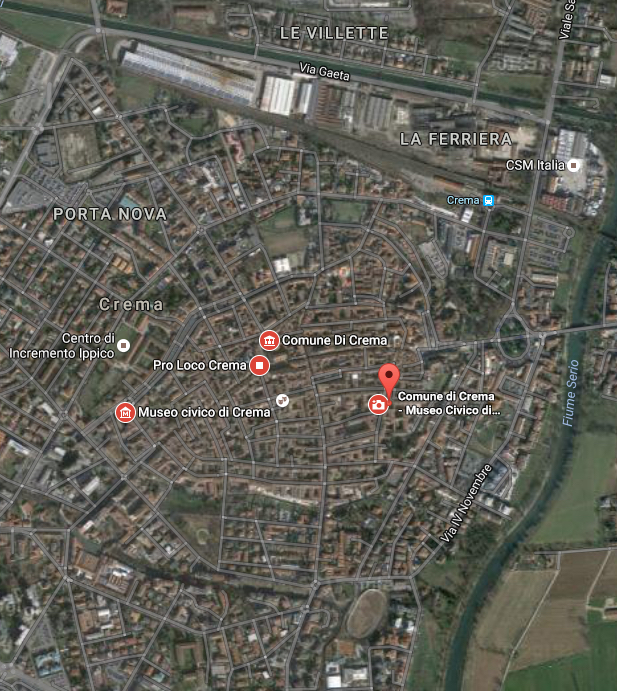 LE VILLETTE
Viale Sa
Via Gaeta
LA FERRIERA
CSM Italia
Crema
PORTA NOVA
Crema
Comune Di Crema
Centro di
Incremento Ippico
Pro Loco Crema
Fiume Serio
Comune di Crema
- Museo Civico di...
Museo civico di Crema
Via IV Novembre